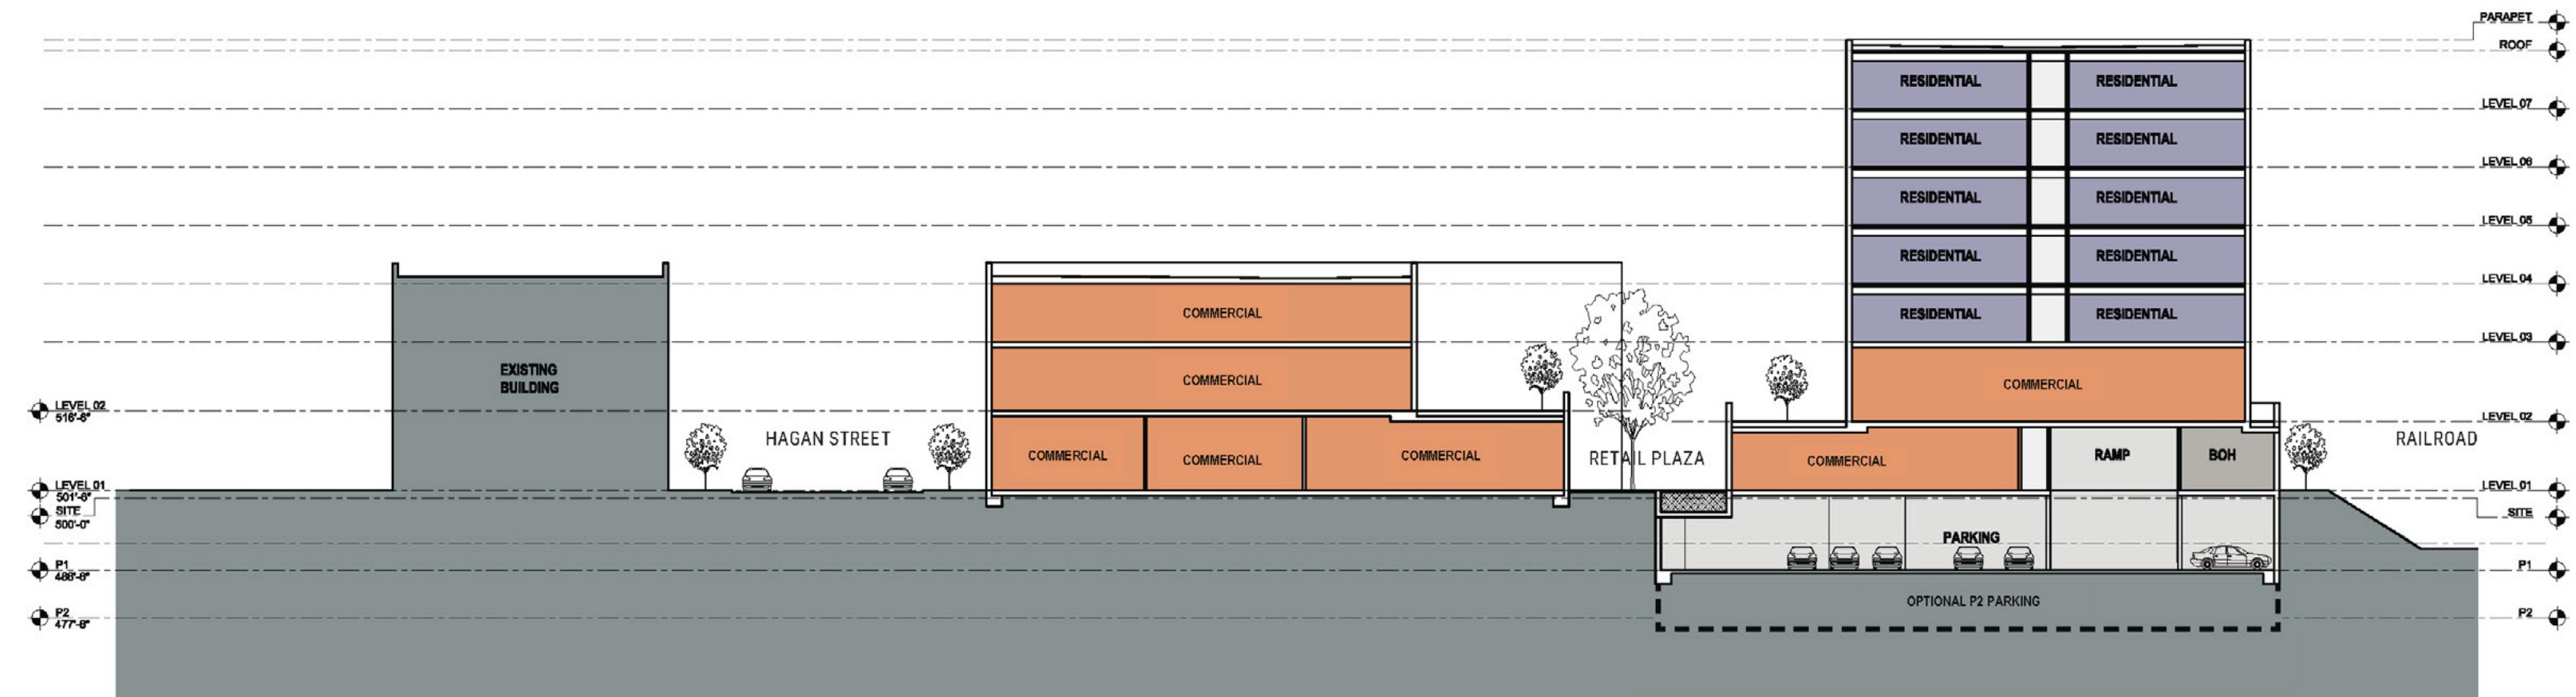 PARAPET
ROOF
RESIDENTIAL RESIDENTIAL
LEVEL 07
RESIDENTIAL RESIDENTIAL
LEVEL 06
RESIDENTIAL RESIDENTIAL
LEVEL 05
RESIDENTIAL RESIDENTIAL
LEVEL 04
COMMERCIAL
RESIDENTIAL RESIDENTIAL
LEVEL 03
EXISTING
BUILDING
COMMERCIAL
COMMERCIAL
LEVEL 02
516'-6"
LEVEL 02
HAGAN STREET
RAILROAD
COMMERCIAL
COMMERCIAL
COMMERCIAL
RETAIL PLAZA
COMMERCIAL
RAMP
BOH
LEVEL 01
501'-6"
LEVEL 01
SITE
500'-0"
SITE
PARKING
P1
P1
OPTIONAL P2 PARKING
P2
477'-6"
P2